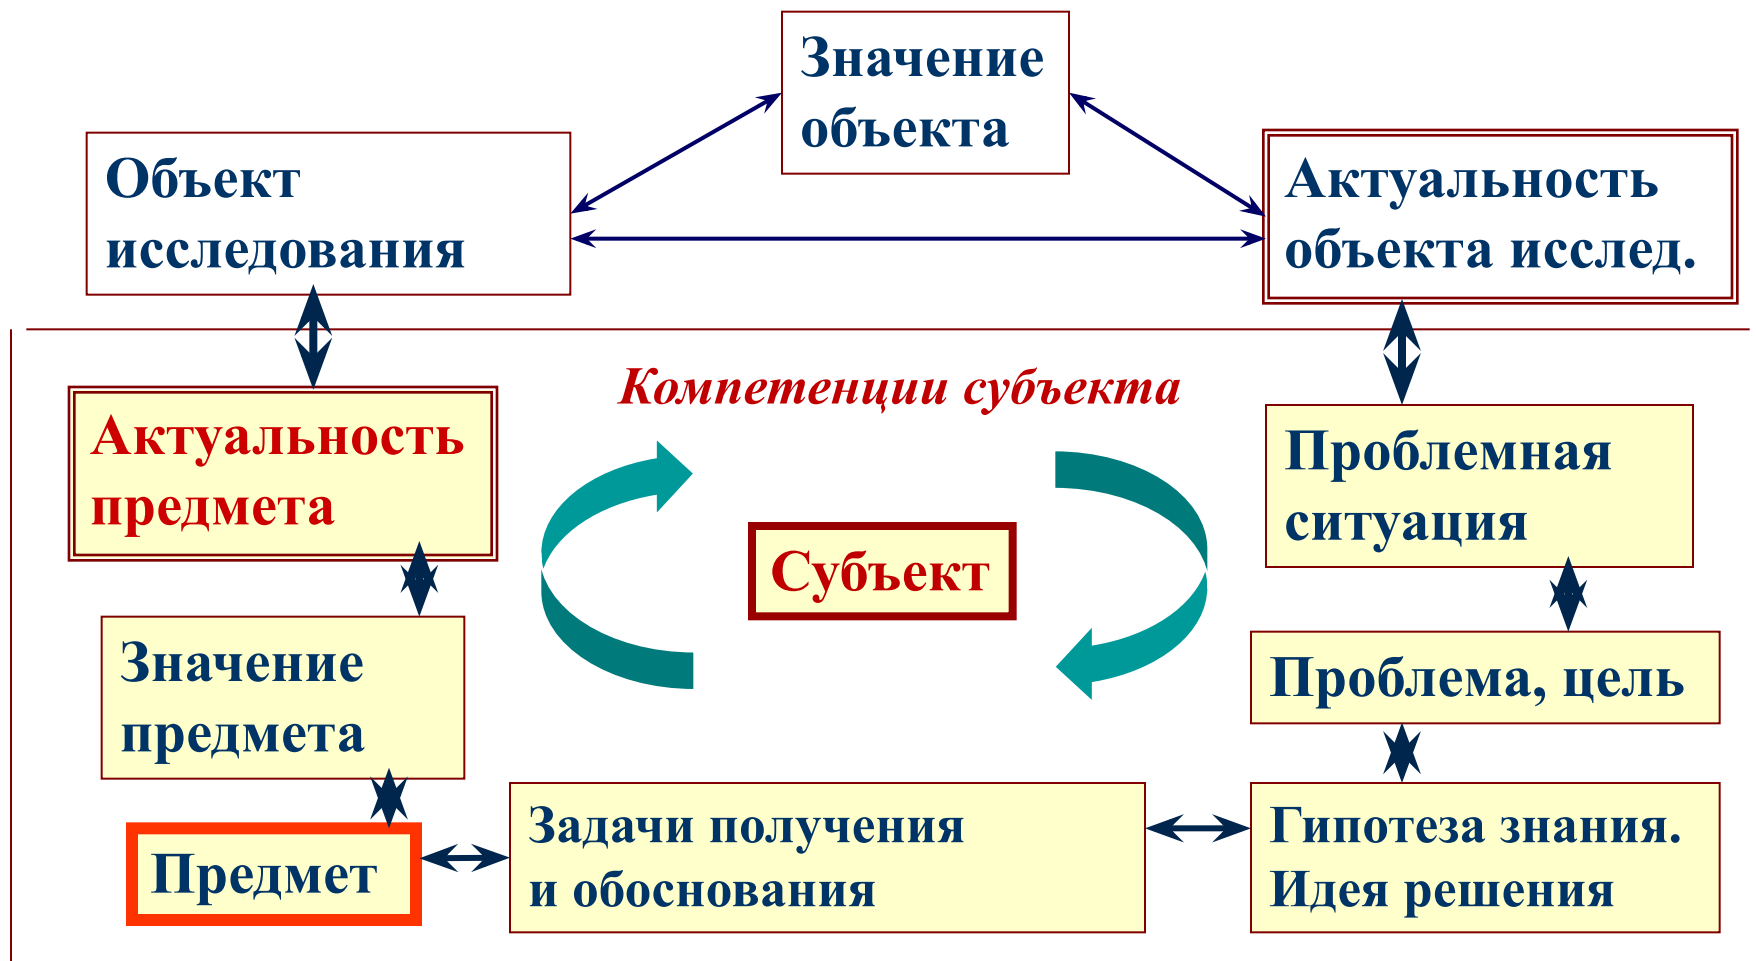 Значение
объекта
Объект
исследования
Актуальность
объекта исслед.
Компетенции субъекта
Актуальность
предмета
Проблемная
ситуация
Субъект
Значение
предмета
Проблема, цель
Задачи получения
и обоснования
Гипотеза знания.
Идея решения
Предмет